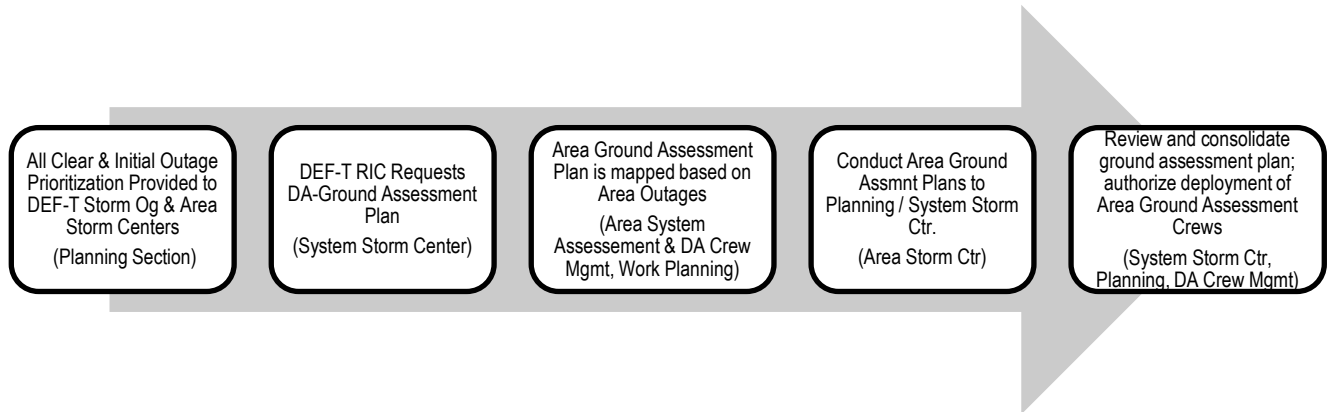 All Clear & Initial Outage
Prioritization Provided to
DEF-T Storm Og & Area
Storm Centers
(Planning Section)
DEF-T RIC Requests
DA-Ground Assessment
Plan
(System Storm Center)
Area Ground Assessment
Plan is mapped based on
Area Outages
(Area System
Assessement & DA Crew
Mgmt, Work Planning)
Conduct Area Ground
Assmnt Plans to
Planning / System Storm
Ctr.
(Area Storm Ctr)
Review and consolidate
ground assessment plan;
authorize deployment of
Area Ground Assessment
Crews
(System Storm Ctr,
Planning, DA Crew Mgmt)